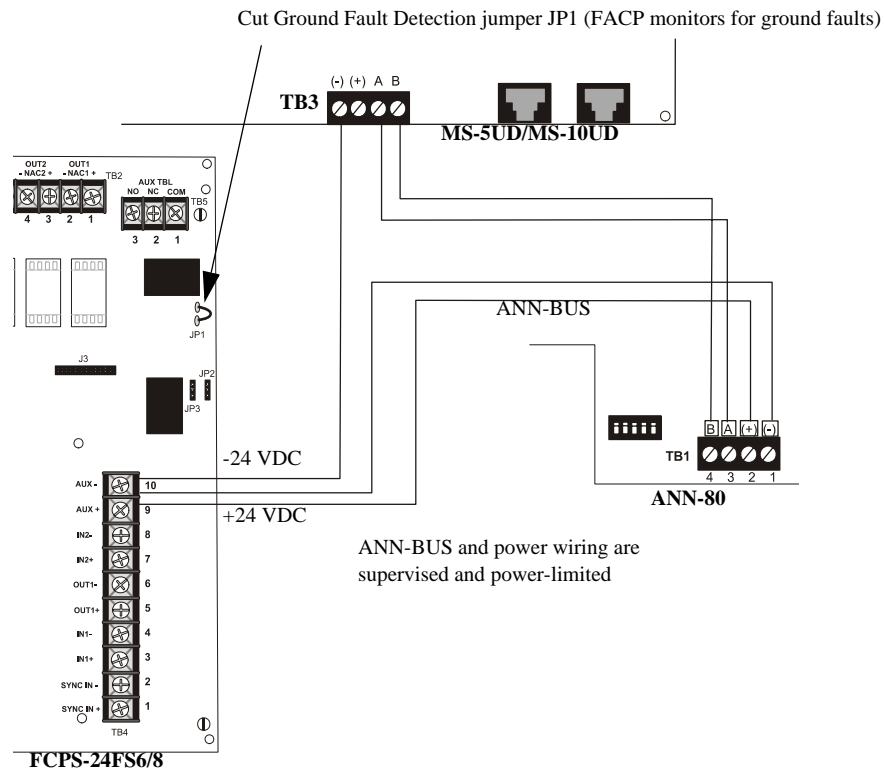 Cut Ground Fault Detection jumper JP1 (FACP monitors for ground faults)
(-) (+) A B
TB3
MS-5UD/MS-10UD
OUT2 OUT1
- NAC2 + - NAC1 + TB2
4 3 2 1
AUX TBL
NO NC COM
TB5
3 2 1
JP1
ANN-BUS
J3
JP2
JP3
B A (+) (-)
TB1
4 3 2 1
ANN-80
-24 VDC
AUX - 10
AUX + 9
+24 VDC
IN2- 8
IN2+ 7
OUT1- 6
OUT1+ 5
IN1- 4
IN1+ 3
SYNC IN - 2
SYNC IN + 1
TB4
ANN-BUS and power wiring are
supervised and power-limited
FCPS-24FS6/8